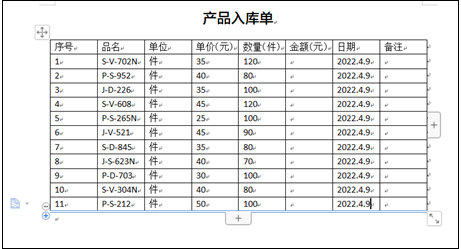 产品入库单
序号 品名 单位 单价(元) 数量(件) 金额(元) 日期 备注
1 S-V-702N 件 35 120 2022.4.9
2 P-S-952 件 40 80 2022.4.9
3 J-D-226 件 35 100 2022.4.9
4 S-V-608 件 45 120 2022.4.9
5 P-S-265N 件 25 100 2022.4.9
6 J-V-521 件 45 90 2022.4.9
7 S-D-845 件 35 80 2022.4.9
8 J-S-623N 件 40 70 2022.4.9
9 P-D-703 件 30 100 2022.4.9
10 S-V-304N 件 40 80 2022.4.9
11 P-S-212 件 50 100 2022.4.9